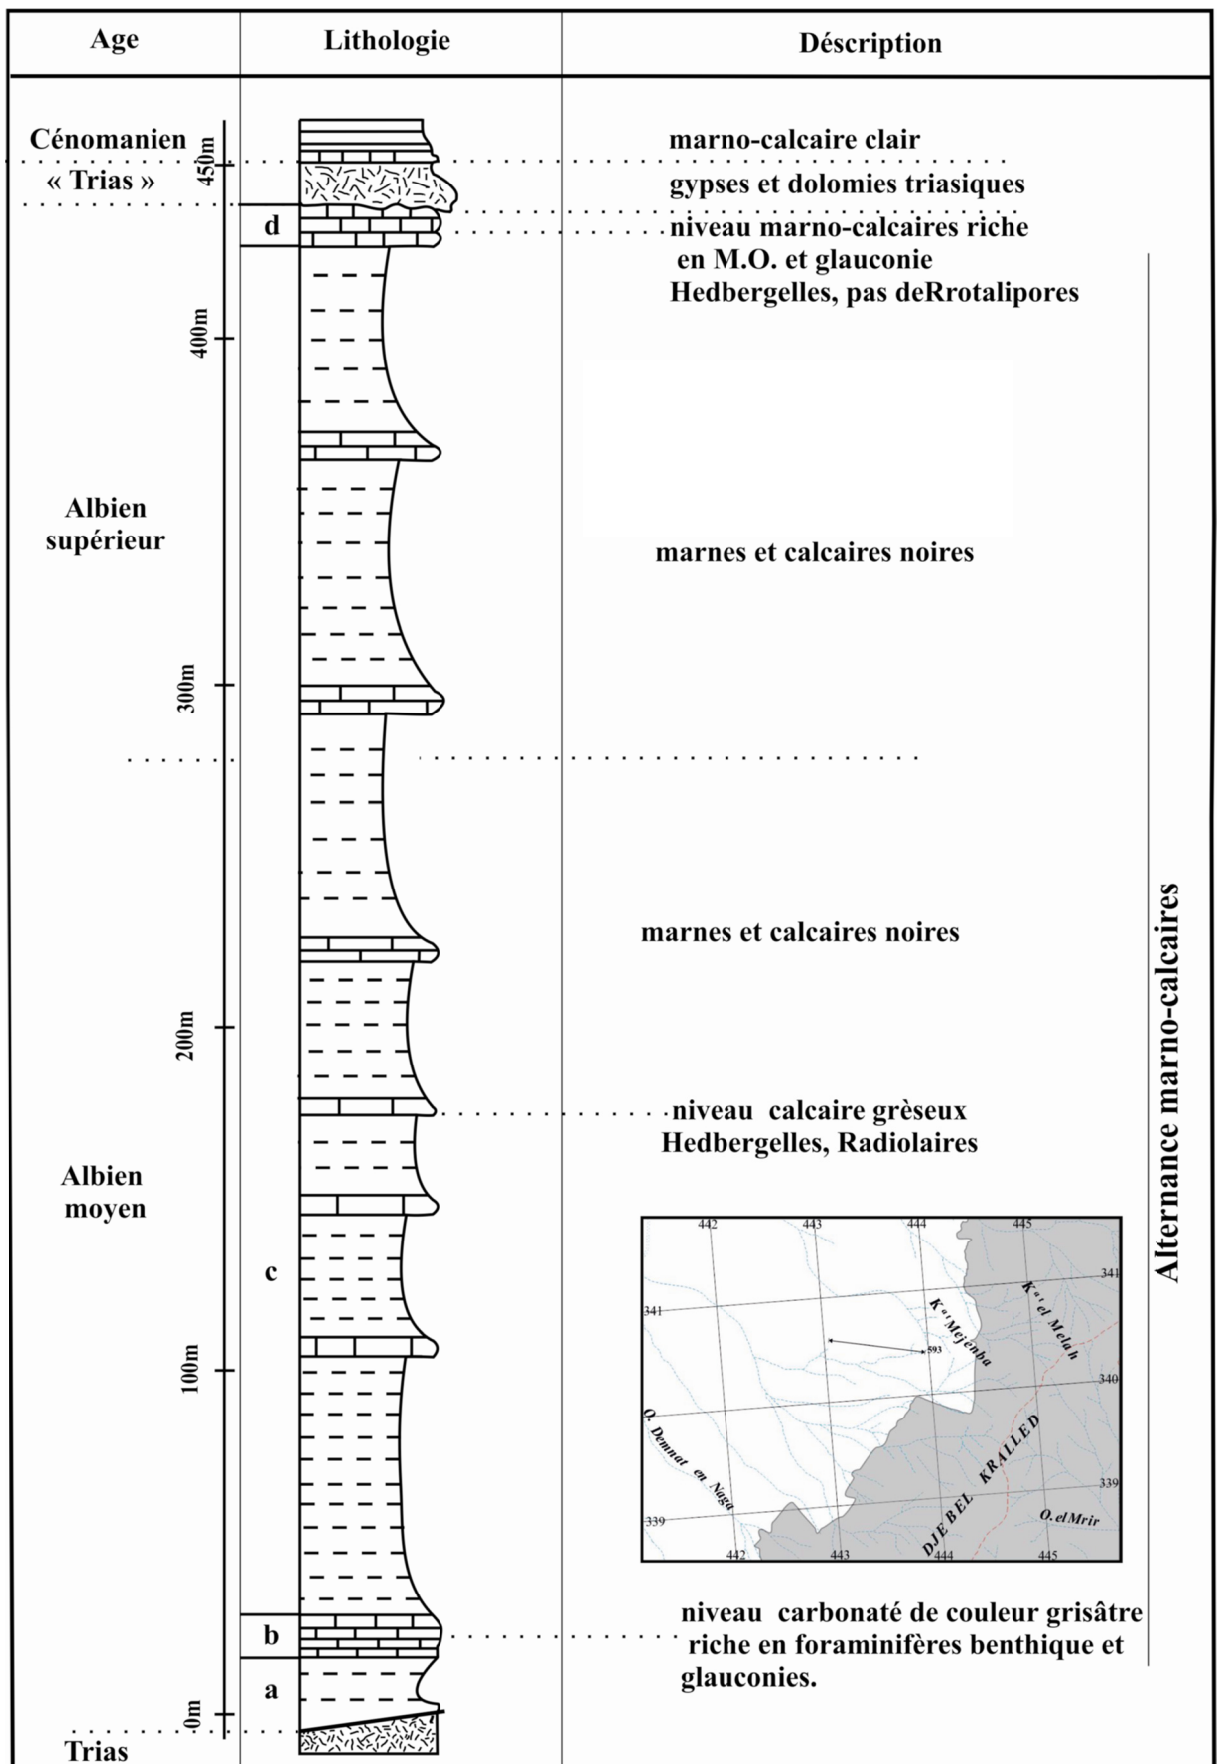 Age
Lithologie
Déscription
Cénomanien
450m
marno-calcaire clair
« Trias »
gypses et dolomies triasiques
d
niveau marno-calcaires riche
en M.O. et glauconie
Hedbergelles, pas deRrotalipores
400m
Albien
supérieur
marnes et calcaires noires
300m
marnes et calcaires noires
200m
niveau calcaire grèseux
Hedbergelles, Radiolaires
Alternance marno-calcaires
Albien
moyen
c
442 443 444 445
341 341
Kat Mejenba
Kat el Melah
593
340
O. Demnat en Naga
DJEBEL KRALLED
339 339
O. el Mrir
442 443 444 445
100m
b
niveau carbonaté de couleur grisâtre
riche en foraminifères benthique et
glauconies.
a
0m
Trias